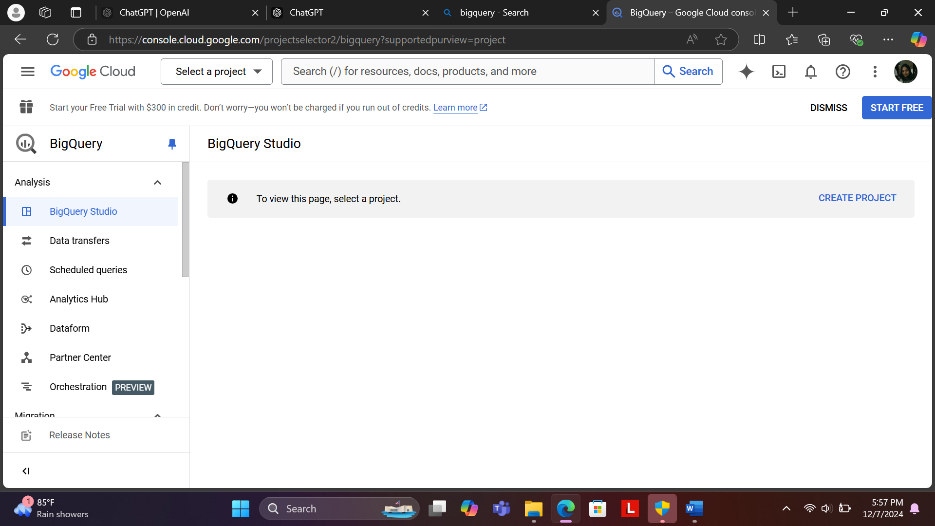 ChatGPT | OpenAI
ChatGPT
bigquery - Search
BigQuery – Google Cloud conso
https://console.cloud.google.com/projectselector2/bigquery?supportedpurview=project
Google Cloud
Select a project
Search (/) for resources, docs, products, and more
Search
Start your Free Trial with $300 in credit. Don't worry—you won't be charged if you run out of credits. Learn more
DISMISS
START FREE
BigQuery
BigQuery Studio
Analysis
To view this page, select a project.
CREATE PROJECT
BigQuery Studio
Data transfers
Scheduled queries
Analytics Hub
Dataform
Partner Center
Orchestration PREVIEW
Migration
Release Notes
1
85°F
Rain showers
Search
L
W
5:57 PM
12/7/2024